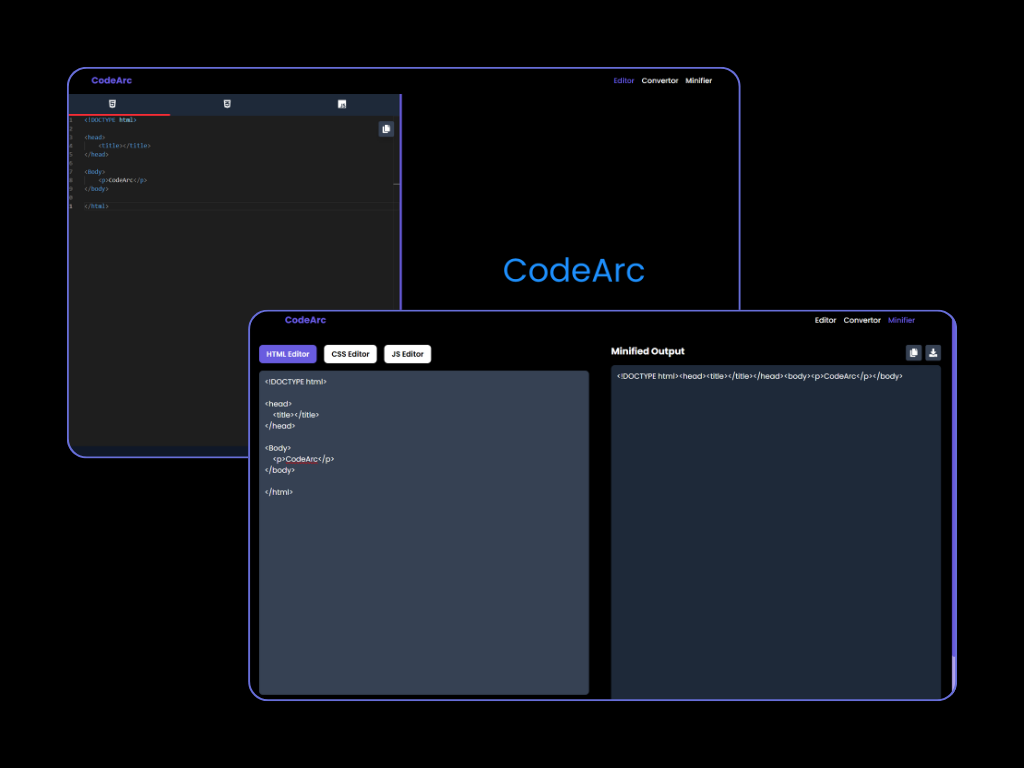 CodeArc
Editor Convertor Minifier
1 <!DOCTYPE html>
2
3 <head>
4 <title></title>
5 </head>
6
7 <Body>
8 <p>CodeArc</p>
9 </body>
</html>
CodeArc
CodeArc
Editor Convertor Minifier
HTML Editor CSS Editor JS Editor
<!DOCTYPE html>
<head>
<title></title>
</head>
<Body>
<p>CodeArc</p>
</body>
</html>
Minified Output
<!DOCTYPE html><head><title></title></head><body><p>CodeArc</p></body>